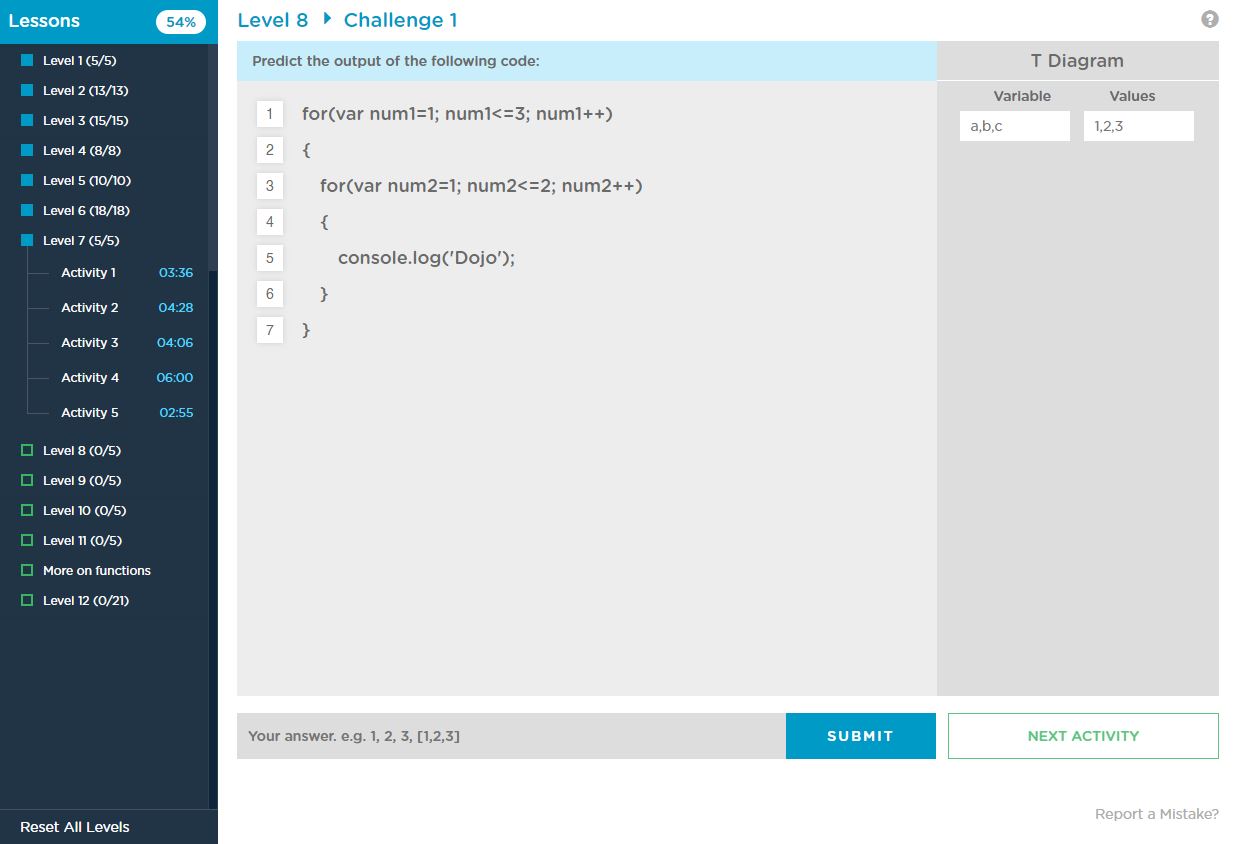 Lessons
54%
Level 1 (5/5)
Level 2 (13/13)
Level 3 (15/15)
Level 4 (8/8)
Level 5 (10/10)
Level 6 (18/18)
Level 7 (5/5)
Activity 1 03:36
Activity 2 04:28
Activity 3 04:06
Activity 4 06:00
Activity 5 02:55
Level 8 (0/5)
Level 9 (0/5)
Level 10 (0/5)
Level 11 (0/5)
More on functions
Level 12 (0/21)
Reset All Levels
Level 8 Challenge 1
?
Predict the output of the following code:
1 for(var num1=1; num1<=3; num1++)
2 {
3 for(var num2=1; num2<=2; num2++)
4 {
5 console.log('Dojo');
6 }
7 }
T Diagram
Variable Values
a,b,c 1,2,3
Your answer. e.g. 1, 2, 3, [1,2,3]
SUBMIT
NEXT ACTIVITY
Report a Mistake?